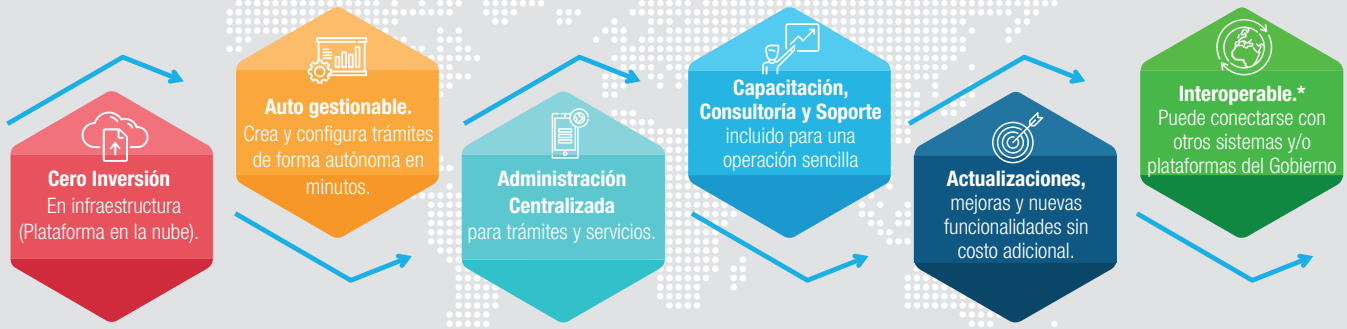 Cero Inversión
En infraestructura
(Plataforma en la nube).
Auto gestionable.
Crea y configura trámites
de forma autónoma en
minutos.
Administración
Centralizada
para trámites y servicios.
Capacitación,
Consultoría y Soporte
incluido para una
operación sencilla
Actualizaciones,
mejoras y nuevas
funcionalidades sin
costo adicional.
Interoperable.*
Puede conectarse con
otros sistemas y/o
plataformas del Gobierno